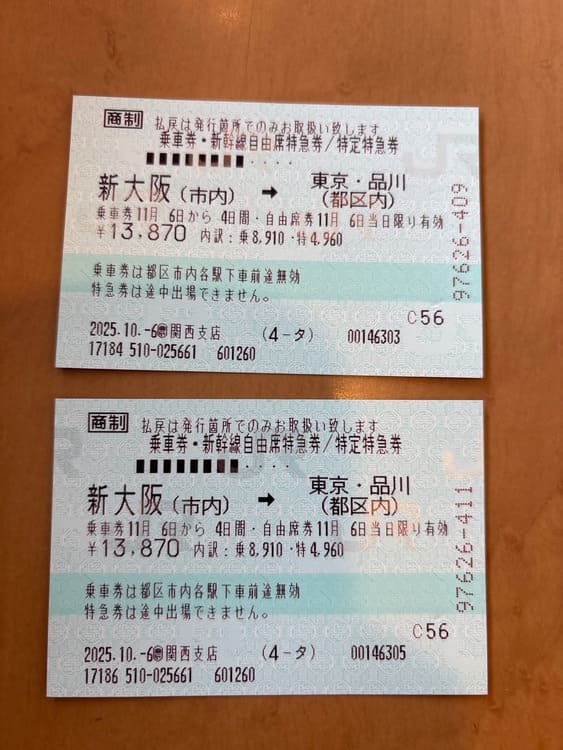 商制 払戻は発行箇所でのみお取扱い致します
乗車券・新幹線自由席特急券/特定特急券
新大阪(市内) → 東京・品川(都区内)
乗車券11月 6日から 4日間・自由席券11月 6日当日限り有効
¥13,870 内訳:乗8,910・特4,960
乗車券は都区市内各駅下車前途無効
特急券は途中出場できません。
C56
2025.10.-6 関西支店 (4-タ) 00146303
17184 510-025661 601260
97626-409
商制 払戻は発行箇所でのみお取扱い致します
乗車券・新幹線自由席特急券/特定特急券
新大阪(市内) → 東京・品川(都区内)
乗車券11月 6日から 4日間・自由席券11月 6日当日限り有効
¥13,870 内訳:乗8,910・特4,960
乗車券は都区市内各駅下車前途無効
特急券は途中出場できません。
C56
2025.10.-6 関西支店 (4-タ) 00146305
17186 510-025661 601260
97626-411